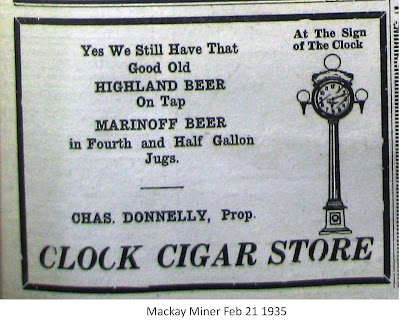 Yes We Still Have That
Good Old
HIGHLAND BEER
On Tap
MARINOFF BEER
in Fourth and Half Gallon
Jugs.
CHAS. DONNELLY, Prop.
At The Sign
of The Clock
CLOCK CIGAR STORE
Mackay Miner Feb 21 1935